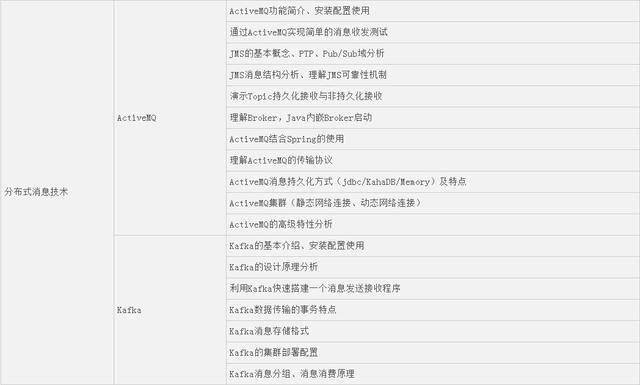 分布式消息技术
ActiveMQ
ActiveMQ功能简介、安装配置使用
通过ActiveMQ实现简单的消息收发测试
JMS的基本概念、PTP、Pub/Sub域分析
JMS消息结构分析、理解JMS可靠性机制
演示Topic持久化接收与非持久化接收
理解Broker，Java内嵌Broker启动
ActiveMQ结合Spring的使用
理解ActiveMQ的传输协议
ActiveMQ消息持久化方式（jdbc/KahaDB/Memory）及特点
ActiveMQ集群（静态网络连接、动态网络连接）
ActiveMQ的高级特性分析
Kafka
Kafka的基本介绍、安装配置使用
Kafka的设计原理分析
利用Kafka快速搭建一个消息发送接收程序
Kafka数据传输的事务特点
Kafka消息存储格式
Kafka的集群部署配置
Kafka消息分组、消息消费原理